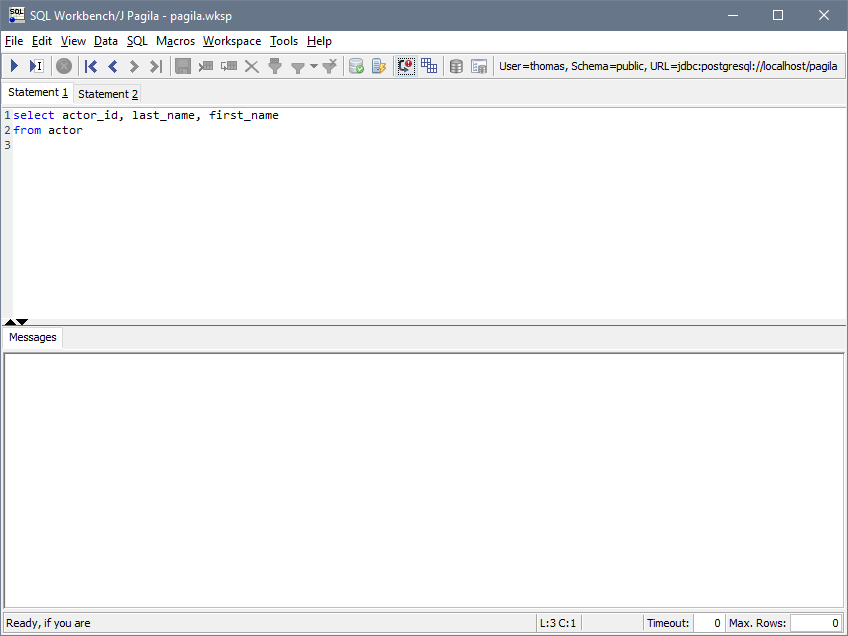 SQL Workbench/J Pagila - pagila.wksp
File Edit View Data SQL Macros Workspace Tools Help
User=thomas, Schema=public, URL=jdbc:postgresql://localhost/pagila
Statement 1 Statement 2
1 select actor_id, last_name, first_name
2 from actor
3
Messages
Ready, if you are L:3 C:1 Timeout: 0 Max. Rows: 0